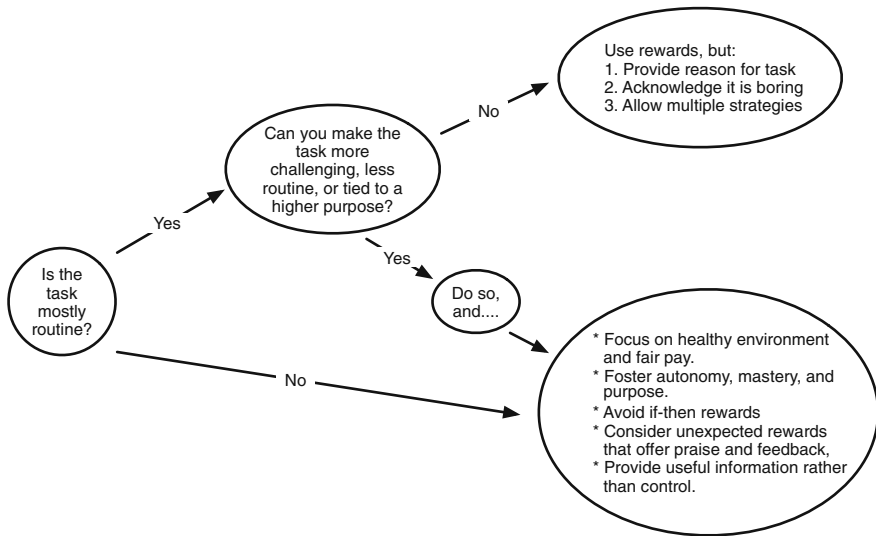 Is the
task
mostly
routine?
Yes
Can you make the
task more
challenging, less
routine, or tied to a
higher purpose?
No
Use rewards, but:
1. Provide reason for task
2. Acknowledge it is boring
3. Allow multiple strategies
Yes
Do so,
and....
No
* Focus on healthy environment
and fair pay.
* Foster autonomy, mastery, and
purpose.
* Avoid if-then rewards
* Consider unexpected rewards
that offer praise and feedback,
* Provide useful information rather
than control.